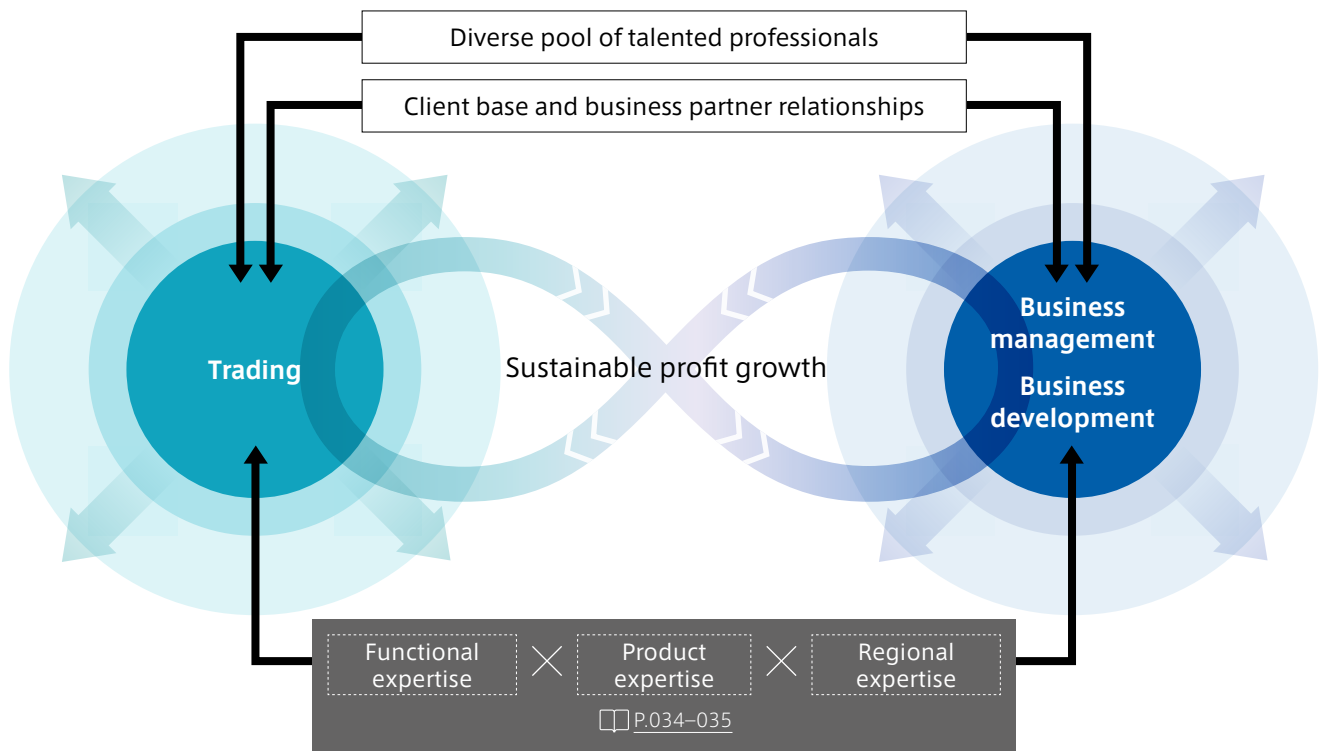 Diverse pool of talented professionals
Client base and business partner relationships
Trading
Sustainable profit growth
Business
management
Business
development
Functional
expertise
Product
expertise
Regional
expertise
P.034–035